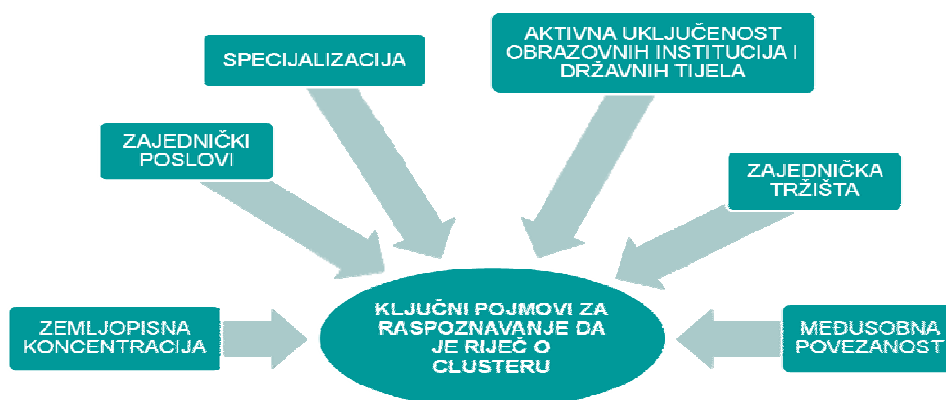 AKTIVNA UKLJUČENOST
OBRAZOVNIH INSTITUCIJA I
DRŽAVNIH TIJELA
SPECIJALIZACIJA
ZAJEDNIČKI
POSLOVI
ZAJEDNIČKA
TRŽIŠTA
ZEMLJOPISNA
KONCENTRACIJA
KLJUČNI POJMOVI ZA
RASPOZNAVANJE DA
JE RIJEČ O
CLUSTERU
MEĐUSOBNA
POVEZANOST